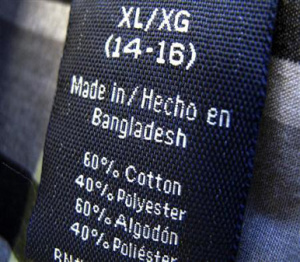 XL/XG
(14-16)
Made in/Hecho en
Bangladesh
60% Cotton
40% Polyester
60% Algodón
40% Poliéster